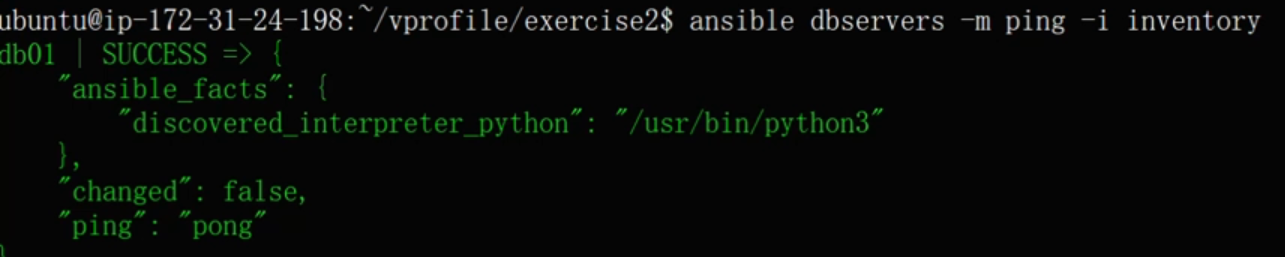 ubuntu@ip-172-31-24-198:~/vprofile/exercise2$ ansible dbservers -m ping -i inventory
db01 | SUCCESS => {
    "ansible_facts": {
        "discovered_interpreter_python": "/usr/bin/python3"
    },
    "changed": false,
    "ping": "pong"
}